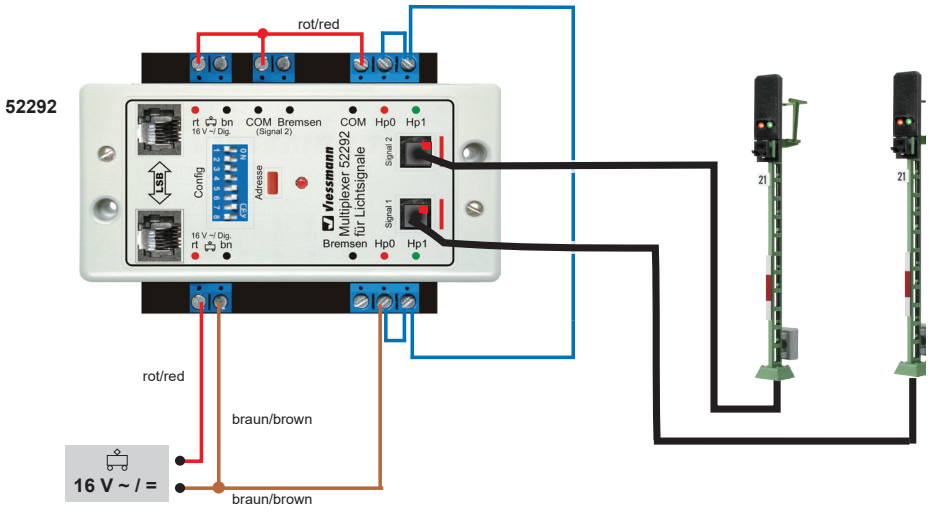 rot/red
52292
rt bn COM Bremsen COM Hp0 Hp1
16 V ~/ Dig. (Signal 2)
LSB
Config
ON
1 2 3 4 5 6 7 8
Adresse
viessmann
Multiplexer 52292
für Lichtsignale
Signal 2
Signal 1
16 V ~/ Dig.
rt bn Bremsen Hp0 Hp1
21
21
rot/red
braun/brown
16 V ~ / =
braun/brown